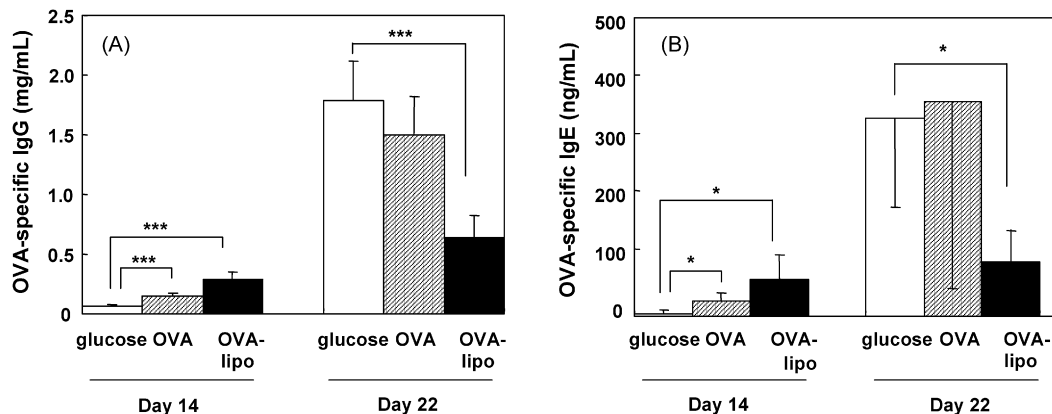 (A)
OVA-specific IgG (mg/mL)
2.5
2.0
1.5
1.0
0.5
0
***
***
***
glucose OVA OVA-
lipo
glucose OVA OVA-
lipo
Day 14
Day 22
(B)
OVA-specific IgE (ng/mL)
500
400
300
200
100
0
*
*
*
glucose OVA OVA-
lipo
glucose OVA OVA-
lipo
Day 14
Day 22